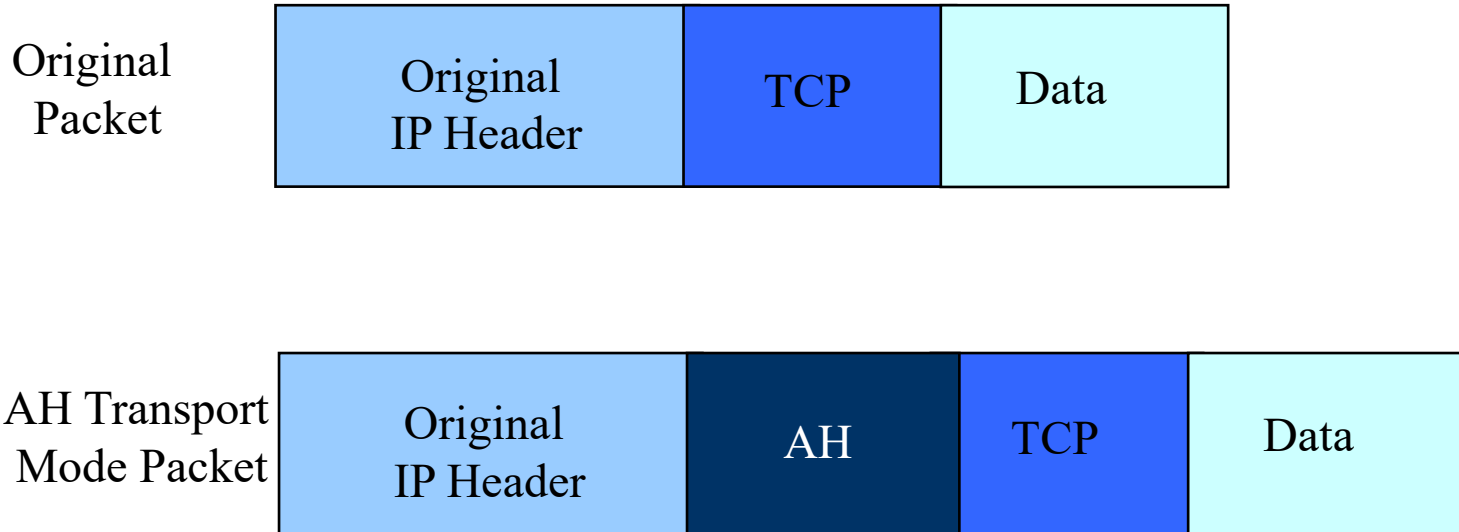 Original
Packet
Original
IP Header
TCP
Data
AH Transport
Mode Packet
Original
IP Header
AH
TCP
Data